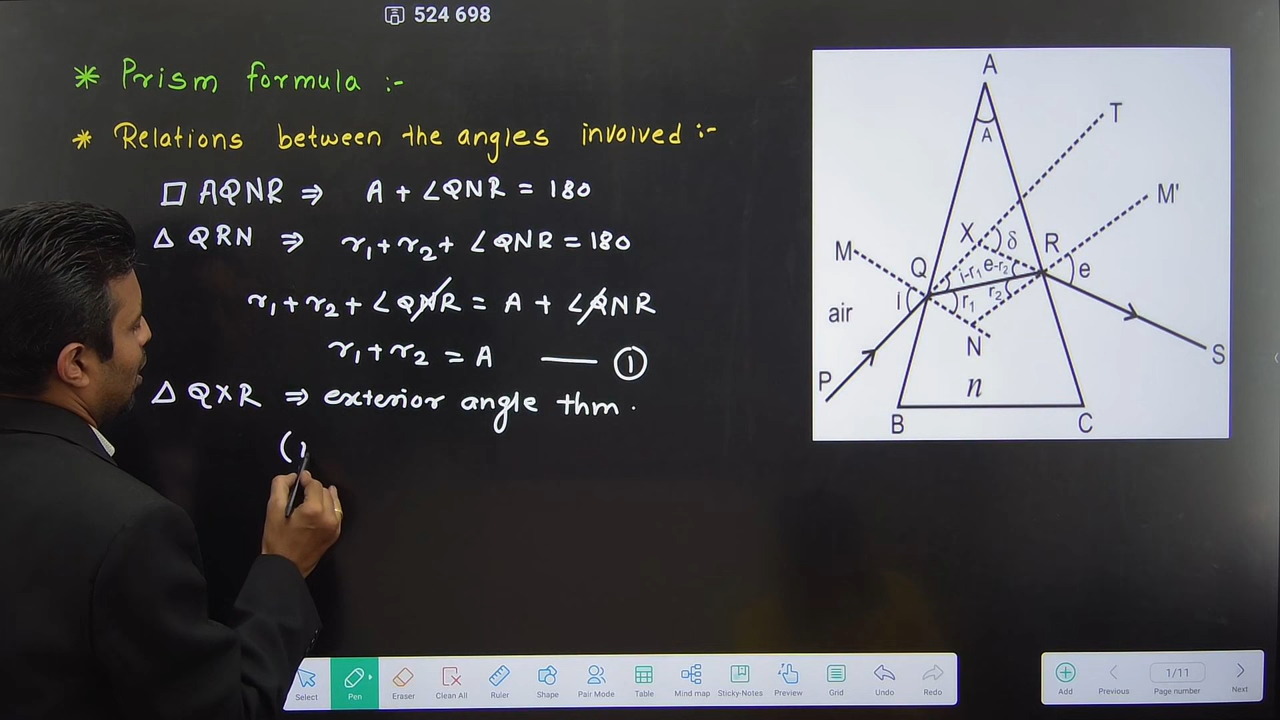 524 698
* Prism formula :-
* Relations between the angles involved :-
□ AQNR ⇒ A + ∠QNR = 180
Δ QRN ⇒ r₁+r₂+ ∠QNR = 180
r₁+r₂+ ∠QNR = A + ∠QNR
r₁+r₂ = A —— ①
Δ QXR ⇒ exterior angle thm.
(i
A
A
T
M'
X
δ
R
M
Q
i-r₁
e-r₂
e
i
r₁
r₂
air
N
S
P
n
B
C
Select
Pen
Eraser
Clean All
Ruler
Shape
Pair Mode
Table
Mind map
Sticky-Notes
Preview
Grid
Undo
Redo
Add
Previous
1/11
Page number
Next